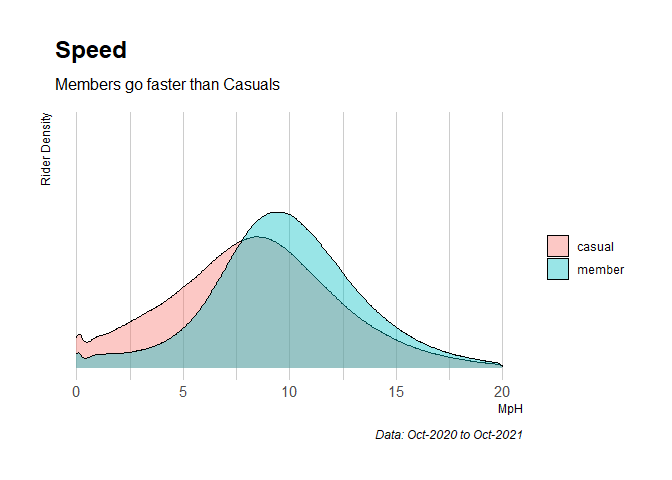 Speed
Members go faster than Casuals
Rider Density
casual
member
0 5 10 15 20
MpH
Data: Oct-2020 to Oct-2021